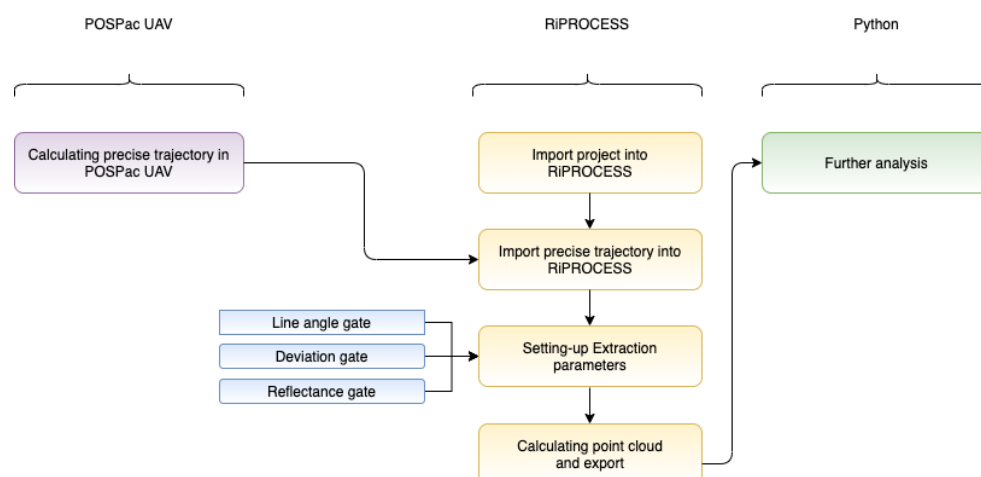 POSPac UAV
RiPROCESS
Python
Calculating precise trajectory in
POSPac UAV
Import project into
RiPROCESS
Further analysis
Import precise trajectory into
RiPROCESS
Line angle gate
Deviation gate
Reflectance gate
Setting-up Extraction
parameters
Calculating point cloud
and export